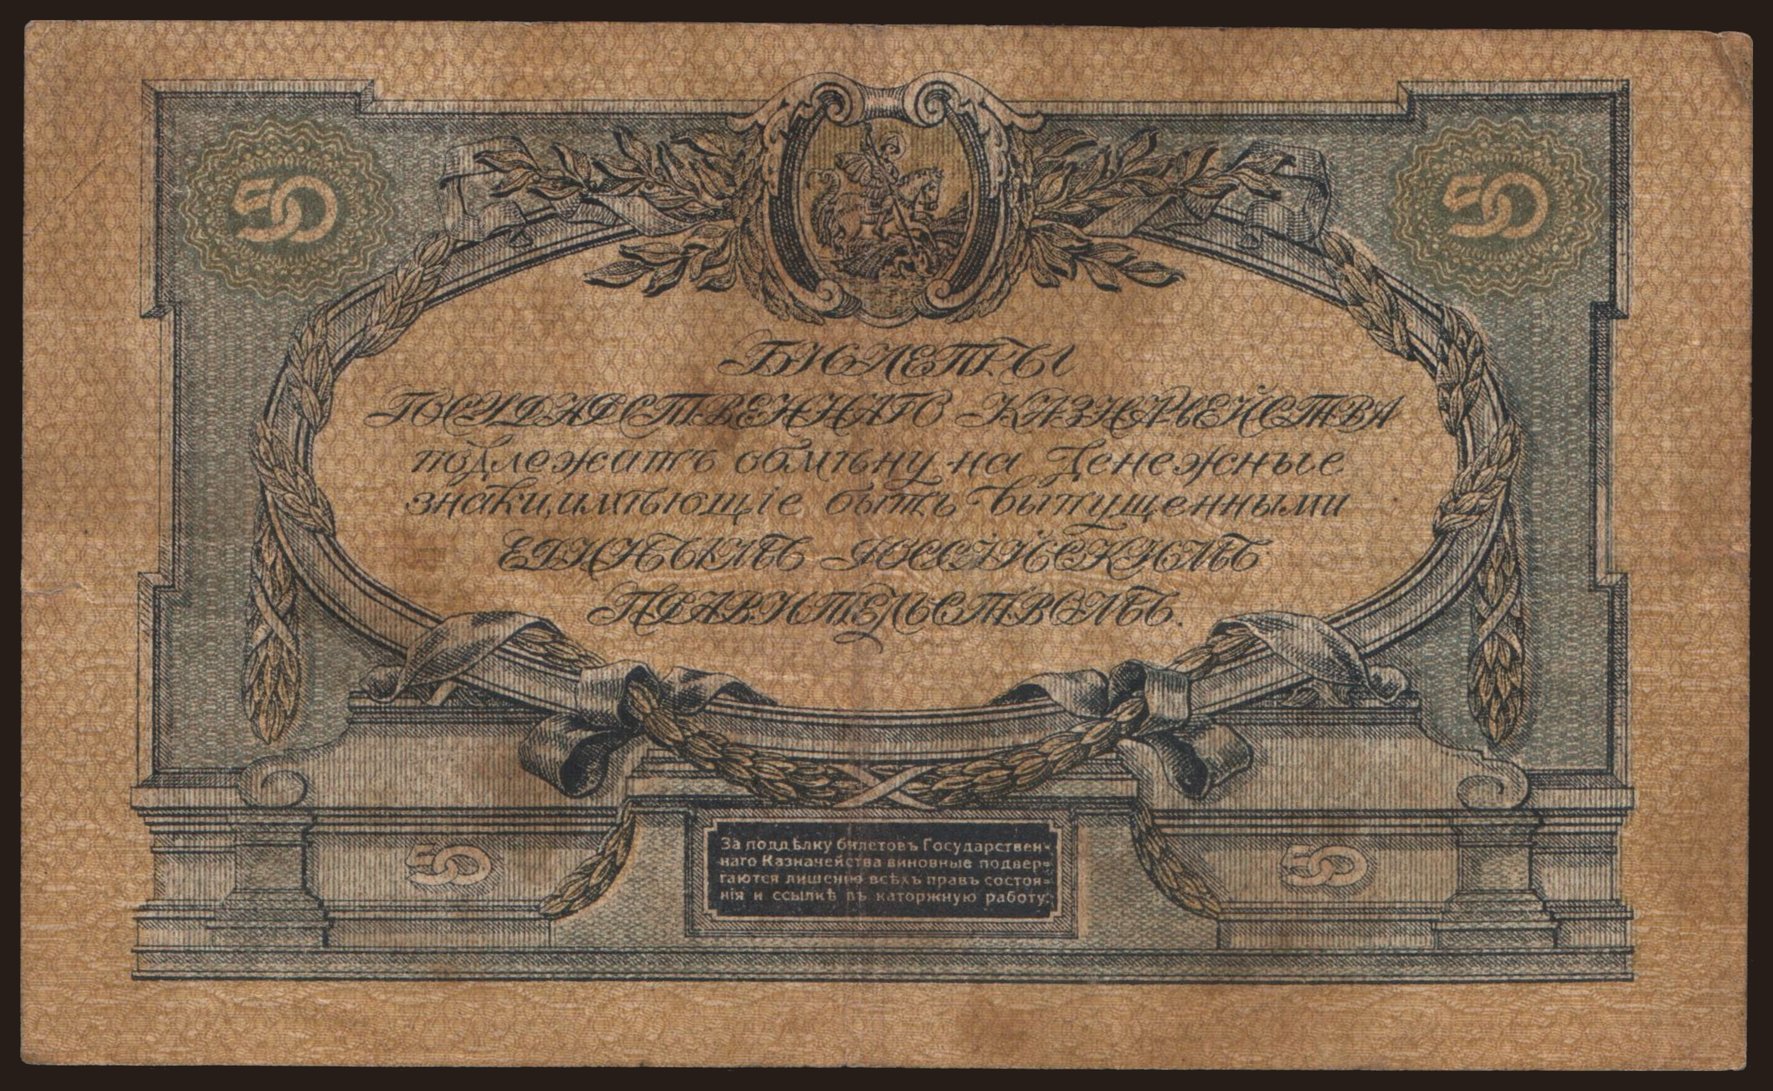 50 50
БИЛЕТЫ
ГОСУДАРСТВЕННАГО КАЗНАЧЕЙСТВА
подлежатъ обмѣну на денежные
знаки, имѣющіе быть выпущенными
ЕДИНЫМЪ РОССІЙСКИМЪ
ПРАВИТЕЛЬСТВОМЪ.
50 50
За поддѣлку билетовъ Государствен-
наго Казначейства виновные подвер-
гаются лишенію всѣхъ правъ состоя-
нія и ссылкѣ въ каторжную работу.